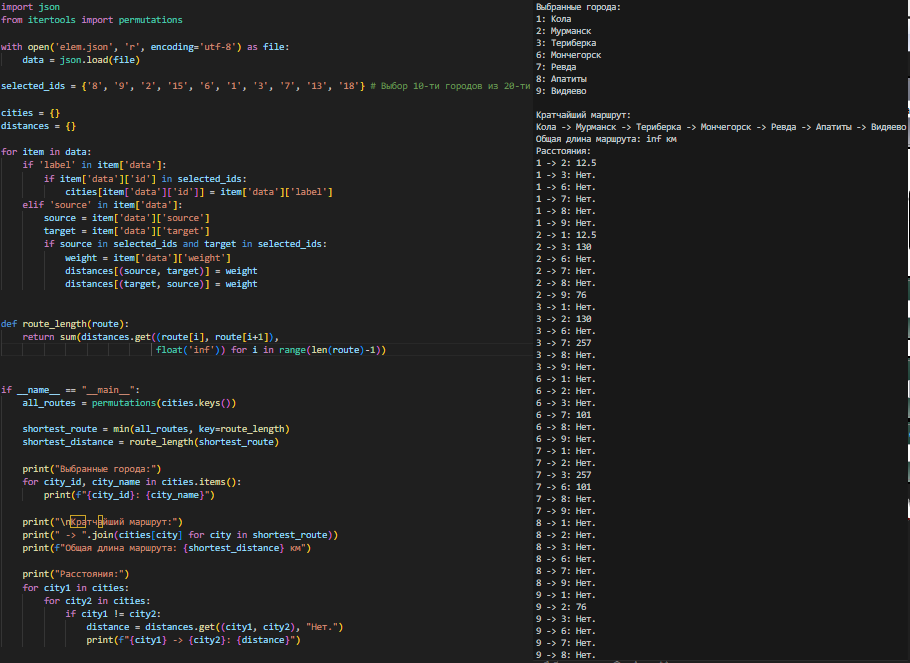 import json
from itertools import permutations
with open('elem.json', 'r', encoding='utf-8') as file:
data = json.load(file)
selected_ids = {'8', '9', '2', '15', '6', '1', '3', '7', '13', '18'} # Выбор 10-ти городов из 20-ти
cities = {}
distances = {}
for item in data:
if 'label' in item['data']:
if item['data']['id'] in selected_ids:
cities[item['data']['id']] = item['data']['label']
elif 'source' in item['data']:
source = item['data']['source']
target = item['data']['target']
if source in selected_ids and target in selected_ids:
weight = item['data']['weight']
distances[(source, target)] = weight
distances[(target, source)] = weight
def route_length(route):
return sum(distances.get((route[i], route[i+1]),
float('inf')) for i in range(len(route)-1))
if __name__ == "__main__":
all_routes = permutations(cities.keys())
shortest_route = min(all_routes, key=route_length)
shortest_distance = route_length(shortest_route)
print("Выбранные города:")
for city_id, city_name in cities.items():
print(f"{city_id}: {city_name}")
print("\nКратчайший маршрут:")
print(" -> ".join(cities[city] for city in shortest_route))
print(f"Общая длина маршрута: {shortest_distance} км")
print("Расстояния:")
for city1 in cities:
for city2 in cities:
if city1 != city2:
distance = distances.get((city1, city2), "Нет.")
print(f"{city1} -> {city2}: {distance}")
Выбранные города:
1: Кола
2: Мурманск
3: Териберка
6: Мончегорск
7: Ревда
8: Апатиты
9: Видяево
Кратчайший маршрут:
Кола -> Мурманск -> Териберка -> Мончегорск -> Ревда -> Апатиты -> Видяево
Общая длина маршрута: inf км
Расстояния:
1 -> 2: 12.5
1 -> 3: Нет.
1 -> 6: Нет.
1 -> 7: Нет.
1 -> 8: Нет.
1 -> 9: Нет.
2 -> 1: 12.5
2 -> 3: 130
2 -> 6: Нет.
2 -> 7: Нет.
2 -> 8: Нет.
2 -> 9: 76
3 -> 1: Нет.
3 -> 2: 130
3 -> 6: Нет.
3 -> 7: 257
3 -> 8: Нет.
3 -> 9: Нет.
6 -> 1: Нет.
6 -> 2: Нет.
6 -> 3: Нет.
6 -> 7: 101
6 -> 8: Нет.
6 -> 9: Нет.
7 -> 1: Нет.
7 -> 2: Нет.
7 -> 3: 257
7 -> 6: 101
7 -> 8: Нет.
7 -> 9: Нет.
8 -> 1: Нет.
8 -> 2: Нет.
8 -> 3: Нет.
8 -> 6: Нет.
8 -> 7: Нет.
8 -> 9: Нет.
9 -> 1: Нет.
9 -> 2: 76
9 -> 3: Нет.
9 -> 6: Нет.
9 -> 7: Нет.
9 -> 8: Нет.